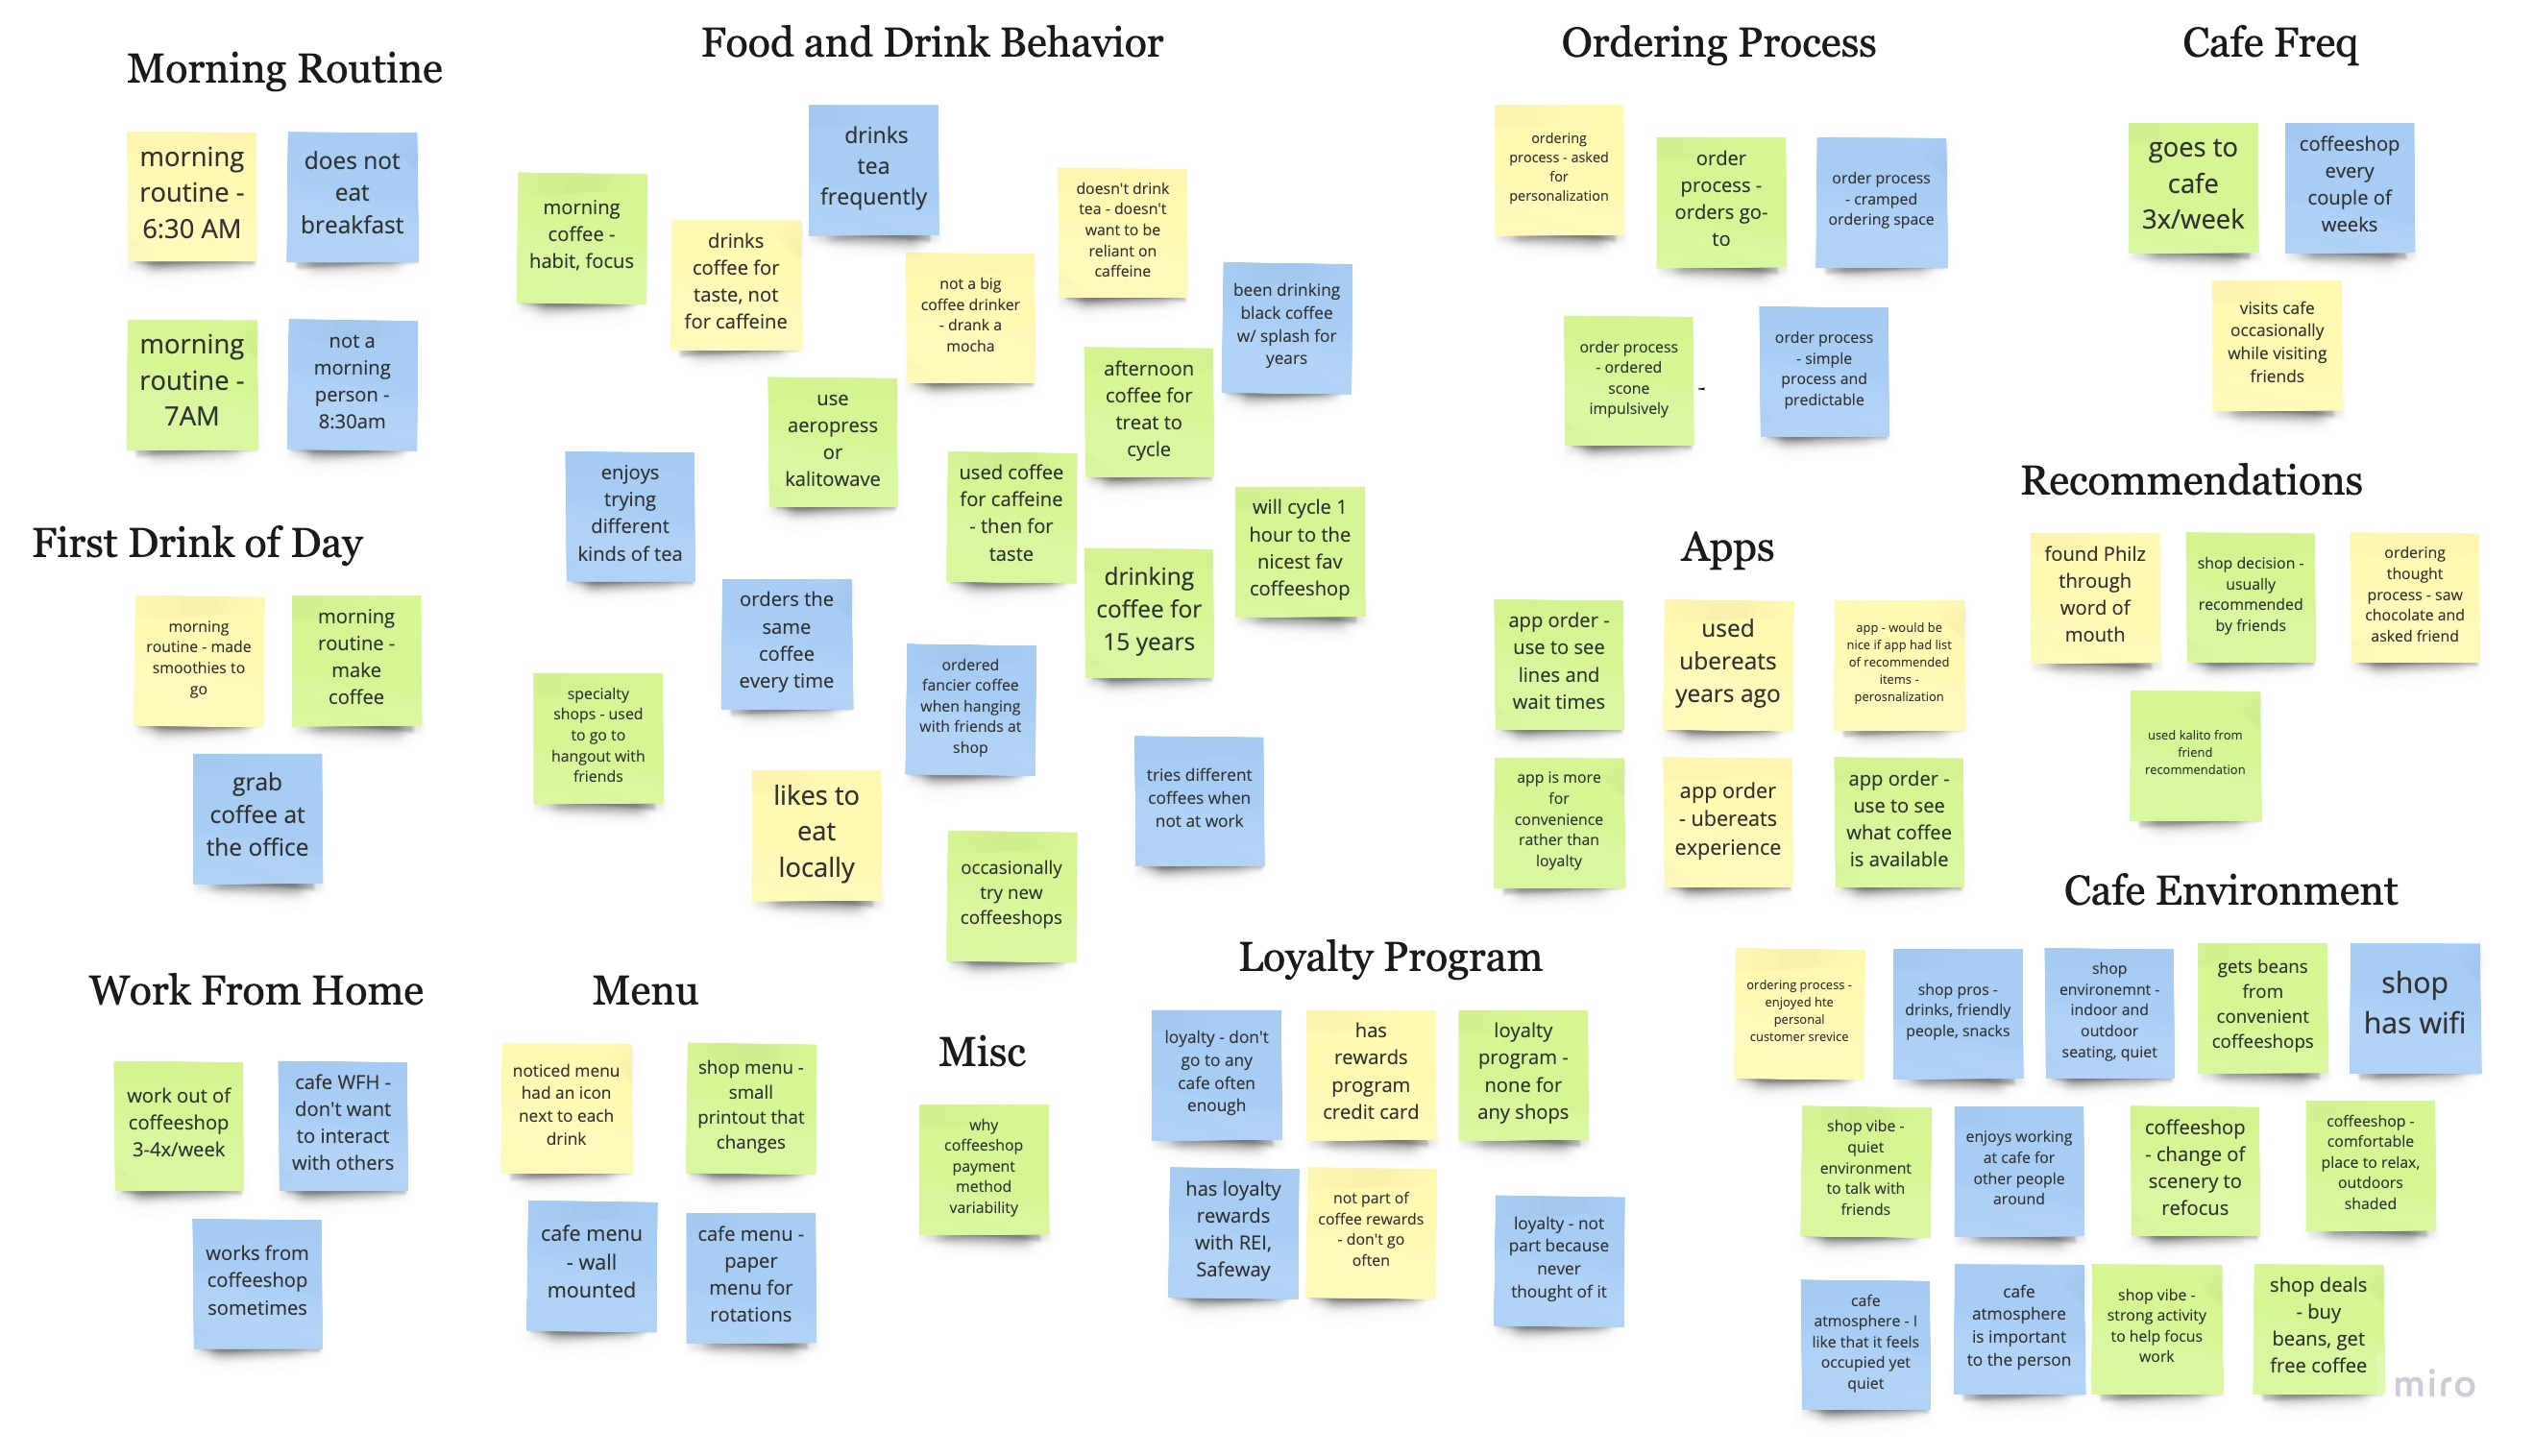 Morning Routine
morning
routine -
6:30 AM
does not
eat
breakfast
morning
routine -
7AM
not a
morning
person -
8:30am
First Drink of Day
morning
routine - made
smoothies to
go
morning
routine -
make
coffee
grab
coffee at
the office
Work From Home
work out of
coffeeshop
3-4x/week
cafe WFH -
don't want
to interact
with others
works from
coffeeshop
sometimes
Food and Drink Behavior
drinks
tea
frequently
morning
coffee -
habit, focus
drinks
coffee for
taste, not
for caffeine
not a big
coffee drinker
- drank a
mocha
doesn't drink
tea - doesn't
want to be
reliant on
caffeine
been drinking
black coffee
w/ splash for
years
use
aeropress
or
kalitowave
afternoon
coffee for
treat to
cycle
enjoys
trying
different
kinds of tea
used coffee
for caffeine
- then for
taste
will cycle 1
hour to the
nicest fav
coffeeshop
drinking
coffee for
15 years
orders the
same
coffee
every time
ordered
fancier coffee
when hanging
with friends at
shop
specialty
shops - used
to go to
hangout with
friends
likes to
eat
locally
tries different
coffees when
not at work
occasionally
try new
coffeeshops
Menu
noticed menu
had an icon
next to each
drink
shop menu -
small
printout that
changes
cafe menu
- wall
mounted
cafe menu -
paper
menu for
rotations
Misc
why
coffeeshop
payment
method
variability
Ordering Process
ordering
process - asked
for
personalization
order
process -
orders go-
to
order process
- cramped
ordering space
order process
- ordered
scone
impulsively
-
order process
- simple
process and
predictable
Apps
app order -
use to see
lines and
wait times
used
ubereats
years ago
app - would be
nice if app had list
of recommended
items -
perosnalization
app is more
for
convenience
rather than
loyalty
app order
- ubereats
experience
app order -
use to see
what coffee
is available
Loyalty Program
loyalty - don't
go to any
cafe often
enough
has
rewards
program
credit card
loyalty
program -
none for
any shops
has loyalty
rewards
with REI,
Safeway
not part of
coffee rewards
- don't go
often
loyalty - not
part because
never
thought of it
Cafe Freq
goes to
cafe
3x/week
coffeeshop
every
couple of
weeks
visits cafe
occasionally
while visiting
friends
Recommendations
found Philz
through
word of
mouth
shop decision -
usually
recommended
by friends
ordering
thought
process - saw
chocolate and
asked friend
used kalito from
friend
recommendation
Cafe Environment
ordering process -
enjoyed hte
personal
customer srevice
shop pros -
drinks, friendly
people, snacks
shop
environemnt -
indoor and
outdoor
seating, quiet
gets beans
from
convenient
coffeeshops
shop
has wifi
shop vibe -
quiet
environment
to talk with
friends
enjoys working
at cafe for
other people
around
coffeeshop
- change of
scenery to
refocus
coffeeshop -
comfortable
place to relax,
outdoors
shaded
cafe
atmosphere - I
like that it feels
occupied yet
quiet
cafe
atmosphere
is important
to the person
shop vibe -
strong activity
to help focus
work
shop deals
- buy
beans, get
free coffee
miro